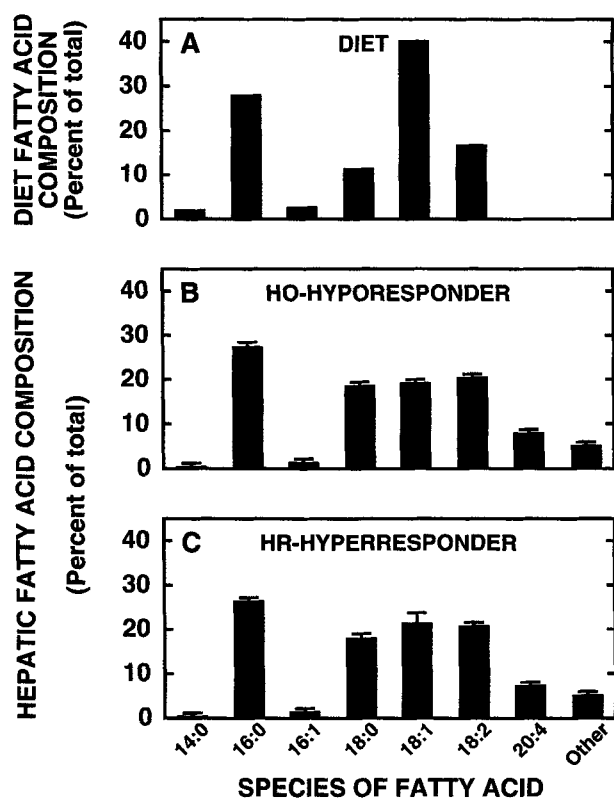 DIET FATTY ACID
COMPOSITION
(Percent of total)
40
30
20
10
0
A
DIET
HEPATIC FATTY ACID COMPOSITION
(Percent of total)
40
30
20
10
0
B
HO-HYPORESPONDER
40
30
20
10
0
C
HR-HYPERRESPONDER
14:0
16:0
16:1
18:0
18:1
18:2
20:4
Other
SPECIES OF FATTY ACID